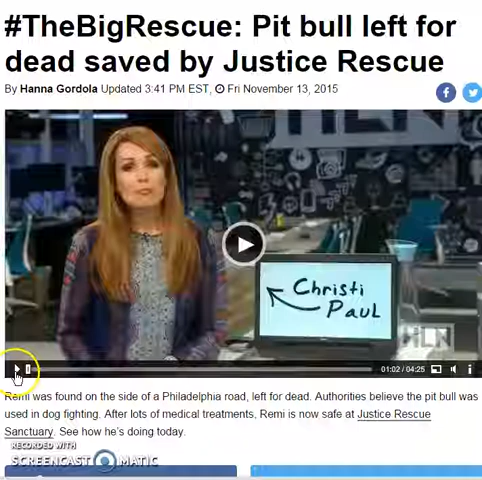 #TheBigRescue: Pit bull left for
dead saved by Justice Rescue
By Hanna Gordola Updated 3:41 PM EST, Fri November 13, 2015
HLN
Christi
Paul
HLN
01:02 / 04:25
Remi was found on the side of a Philadelphia road, left for dead. Authorities believe the pit bull was
used in dog fighting. After lots of medical treatments, Remi is now safe at Justice Rescue
Sanctuary. See how he's doing today.
RECORDED WITH
SCREENCAST MATIC